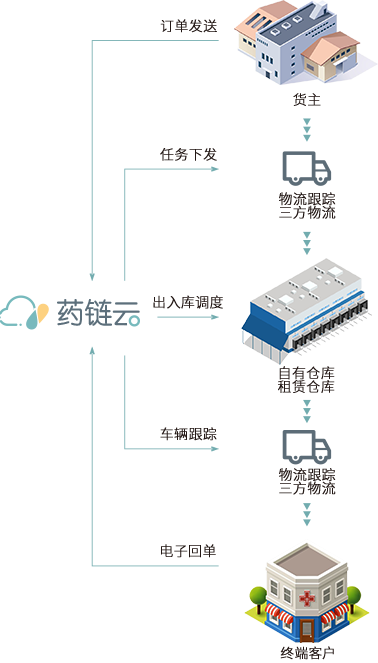 订单发送
货主
任务下发
物流跟踪
三方物流
药链云
出入库调度
自有仓库
租赁仓库
车辆跟踪
物流跟踪
三方物流
电子回单
终端客户